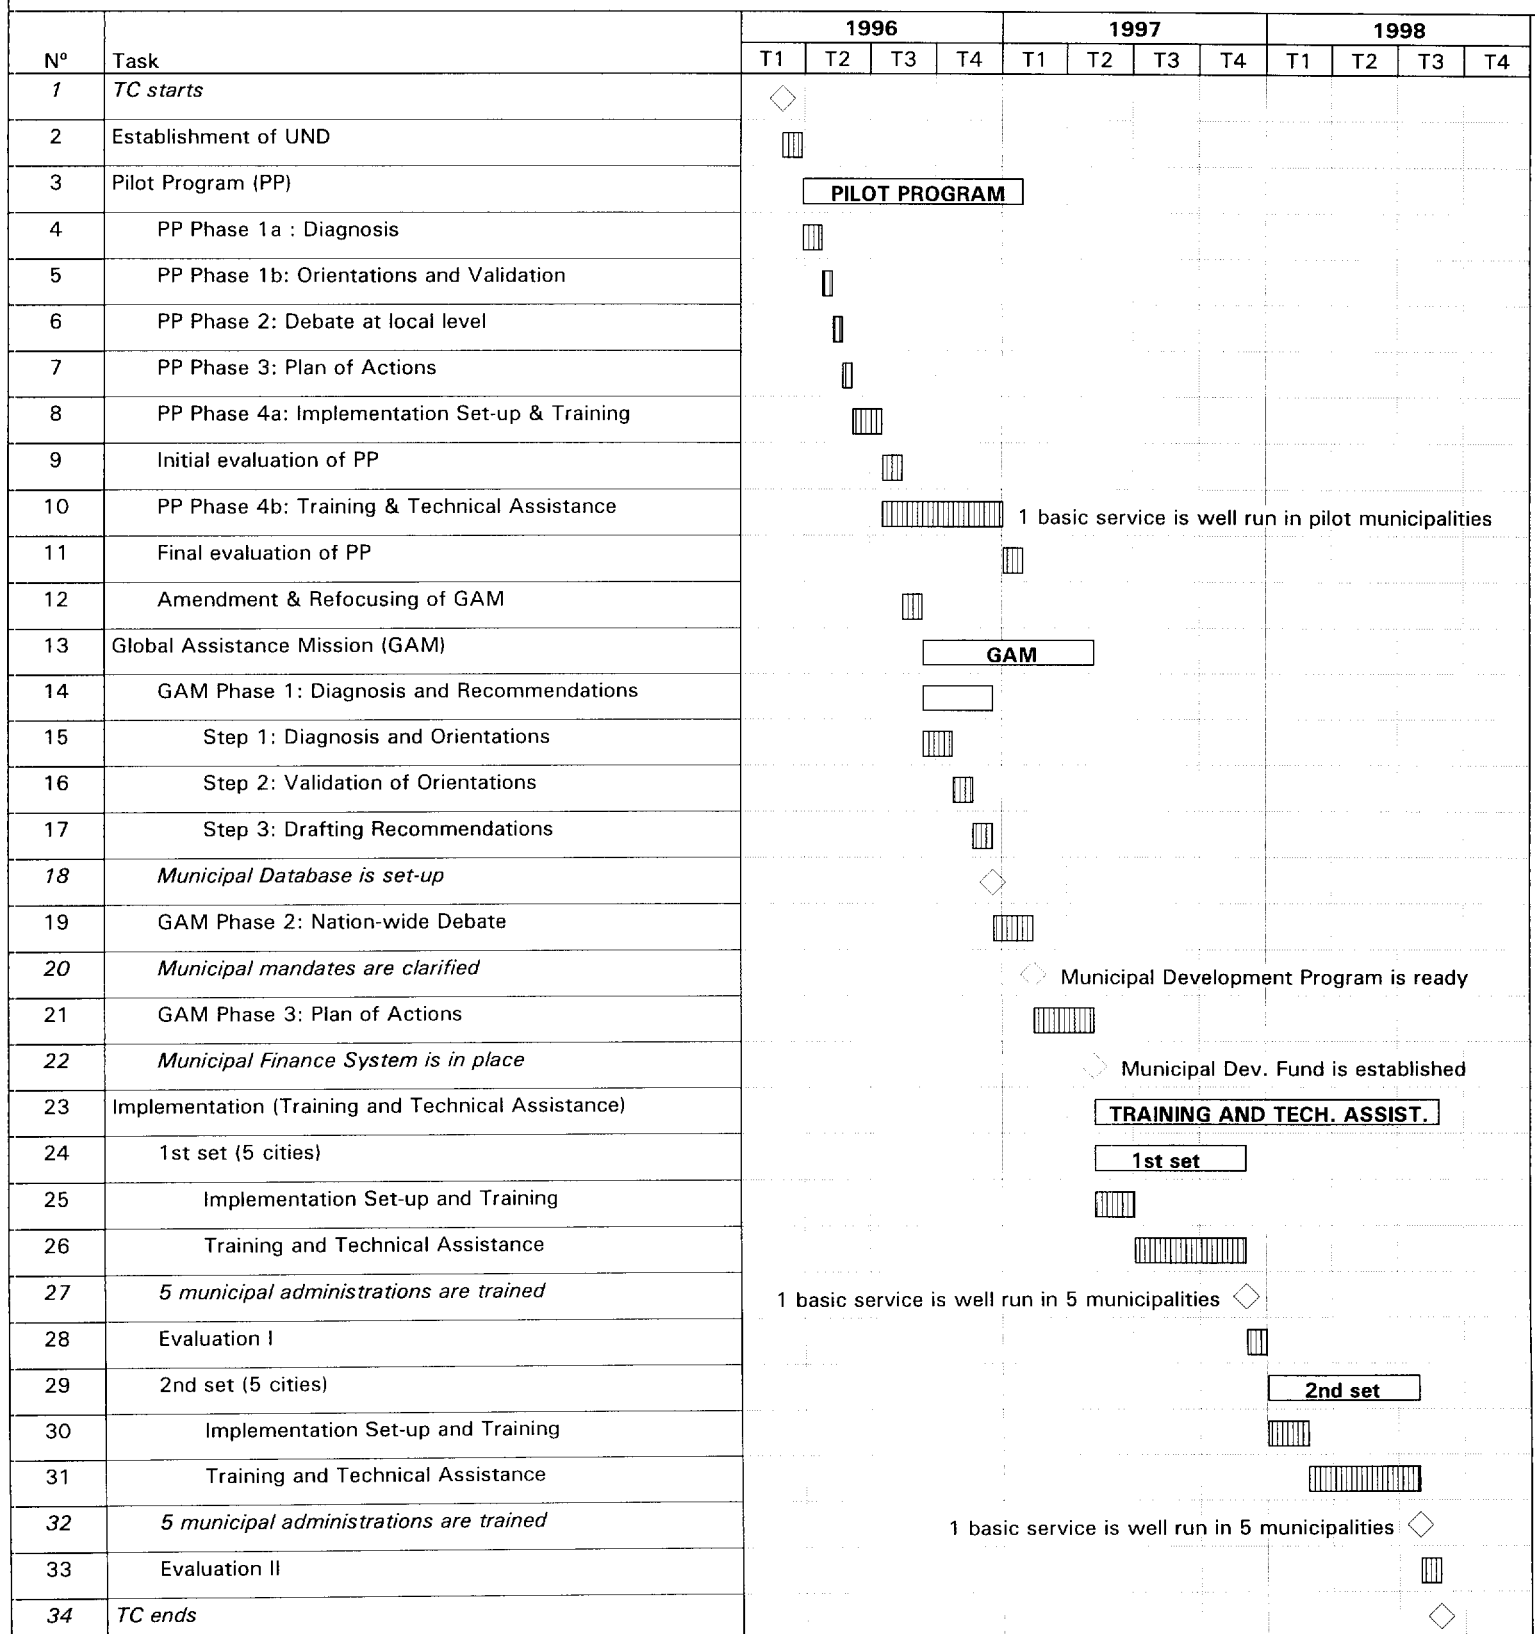 1996 1997 1998
Nº Task T1 T2 T3 T4 T1 T2 T3 T4 T1 T2 T3 T4
1 TC starts
2 Establishment of UND
3 Pilot Program (PP) PILOT PROGRAM
4 PP Phase 1a : Diagnosis
5 PP Phase 1b: Orientations and Validation
6 PP Phase 2: Debate at local level
7 PP Phase 3: Plan of Actions
8 PP Phase 4a: Implementation Set-up & Training
9 Initial evaluation of PP
10 PP Phase 4b: Training & Technical Assistance 1 basic service is well run in pilot municipalities
11 Final evaluation of PP
12 Amendment & Refocusing of GAM
13 Global Assistance Mission (GAM) GAM
14 GAM Phase 1: Diagnosis and Recommendations
15 Step 1: Diagnosis and Orientations
16 Step 2: Validation of Orientations
17 Step 3: Drafting Recommendations
18 Municipal Database is set-up
19 GAM Phase 2: Nation-wide Debate
20 Municipal mandates are clarified Municipal Development Program is ready
21 GAM Phase 3: Plan of Actions
22 Municipal Finance System is in place Municipal Dev. Fund is established
23 Implementation (Training and Technical Assistance) TRAINING AND TECH. ASSIST.
24 1st set (5 cities) 1st set
25 Implementation Set-up and Training
26 Training and Technical Assistance
27 5 municipal administrations are trained 1 basic service is well run in 5 municipalities
28 Evaluation I
29 2nd set (5 cities) 2nd set
30 Implementation Set-up and Training
31 Training and Technical Assistance
32 5 municipal administrations are trained 1 basic service is well run in 5 municipalities
33 Evaluation II
34 TC ends